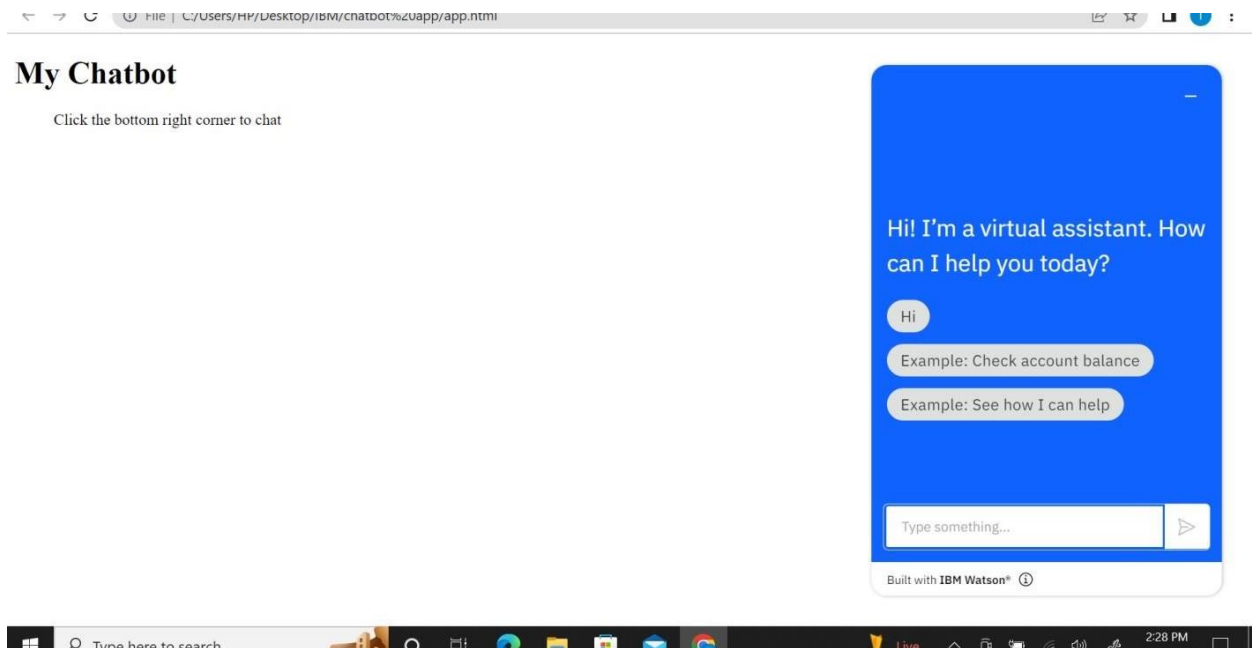 File | C:/Users/HP/Desktop/IBM/chatbot%20app/app.html
My Chatbot
Click the bottom right corner to chat
Hi! I’m a virtual assistant. How
can I help you today?
Hi
Example: Check account balance
Example: See how I can help
Type something...
Built with IBM Watson®
Type here to search
Live
2:28 PM